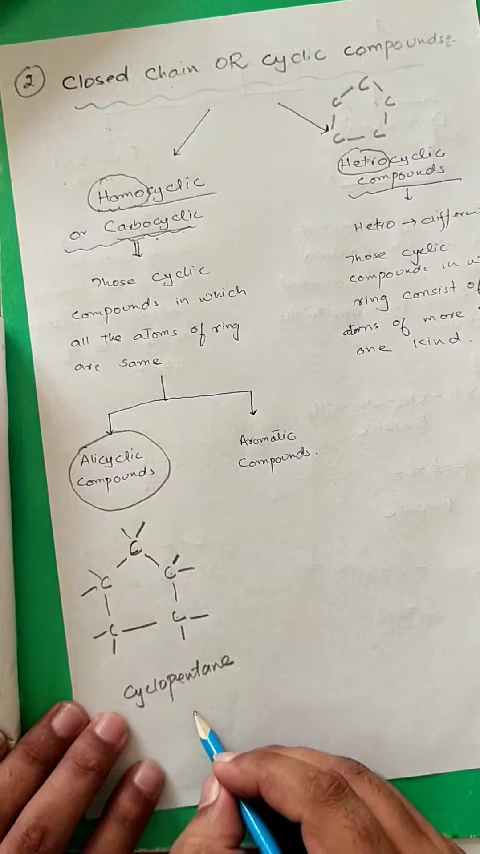 2 Closed chain OR cyclic compounds:-
C
C C
C C
Homocyclic
or Carbocyclic
Those cyclic
compounds in which
all the atoms of ring
are same
Hetrocyclic
compounds
Hetro →
Those cyclic
compounds in
ring consist of
atoms of more
one kind.
Alicyclic
Compounds
Aromatic
Compounds.
C
C C
C C
Cyclopentane